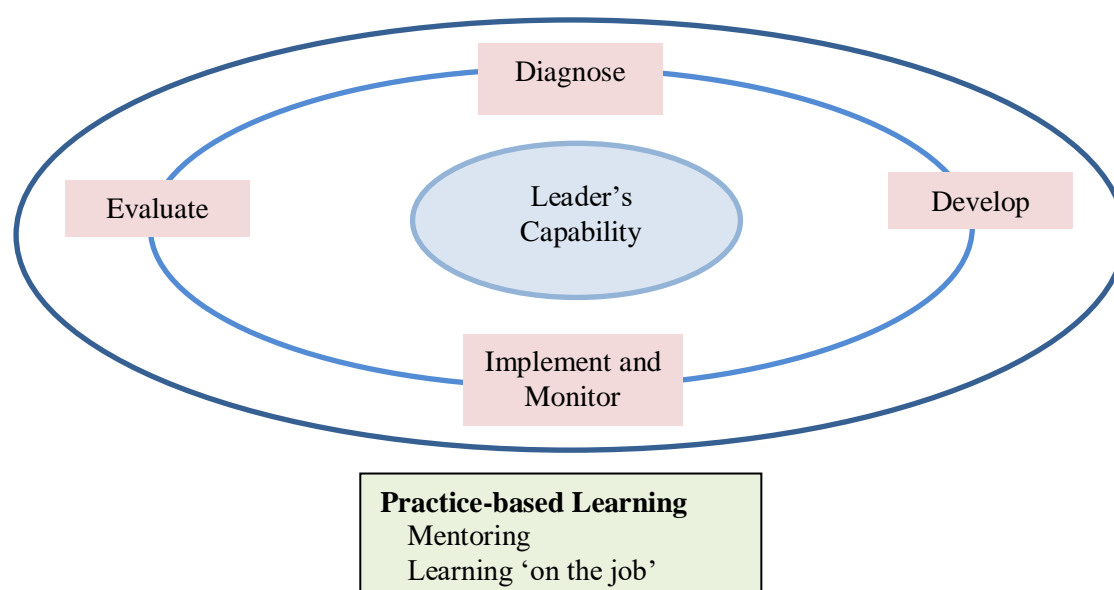 Diagnose
Evaluate
Leader’s
Capability
Develop
Implement and
Monitor
Practice-based Learning
Mentoring
Learning ‘on the job’